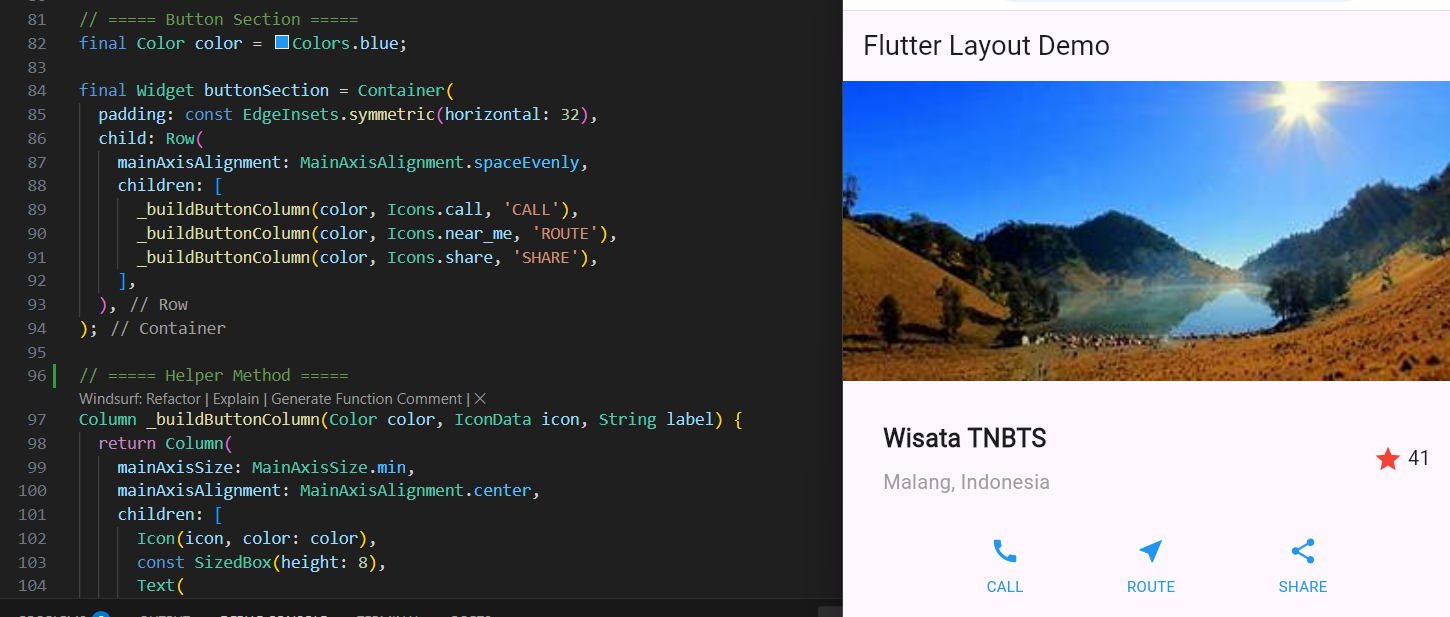 81 // ===== Button Section =====
82 final Color color = Colors.blue;
83
84 final Widget buttonSection = Container(
85 padding: const EdgeInsets.symmetric(horizontal: 32),
86 child: Row(
87 mainAxisAlignment: MainAxisAlignment.spaceEvenly,
88 children: [
89 _buildButtonColumn(color, Icons.call, 'CALL'),
90 _buildButtonColumn(color, Icons.near_me, 'ROUTE'),
91 _buildButtonColumn(color, Icons.share, 'SHARE'),
92 ],
93 ), // Row
94 ); // Container
95
96 // ===== Helper Method =====
Windsurf: Refactor | Explain | Generate Function Comment | ×
97 Column _buildButtonColumn(Color color, IconData icon, String label) {
98 return Column(
99 mainAxisSize: MainAxisSize.min,
100 mainAxisAlignment: MainAxisAlignment.center,
101 children: [
102 Icon(icon, color: color),
103 const SizedBox(height: 8),
104 Text(
Flutter Layout Demo
Wisata TNBTS
Malang, Indonesia
41
CALL ROUTE SHARE